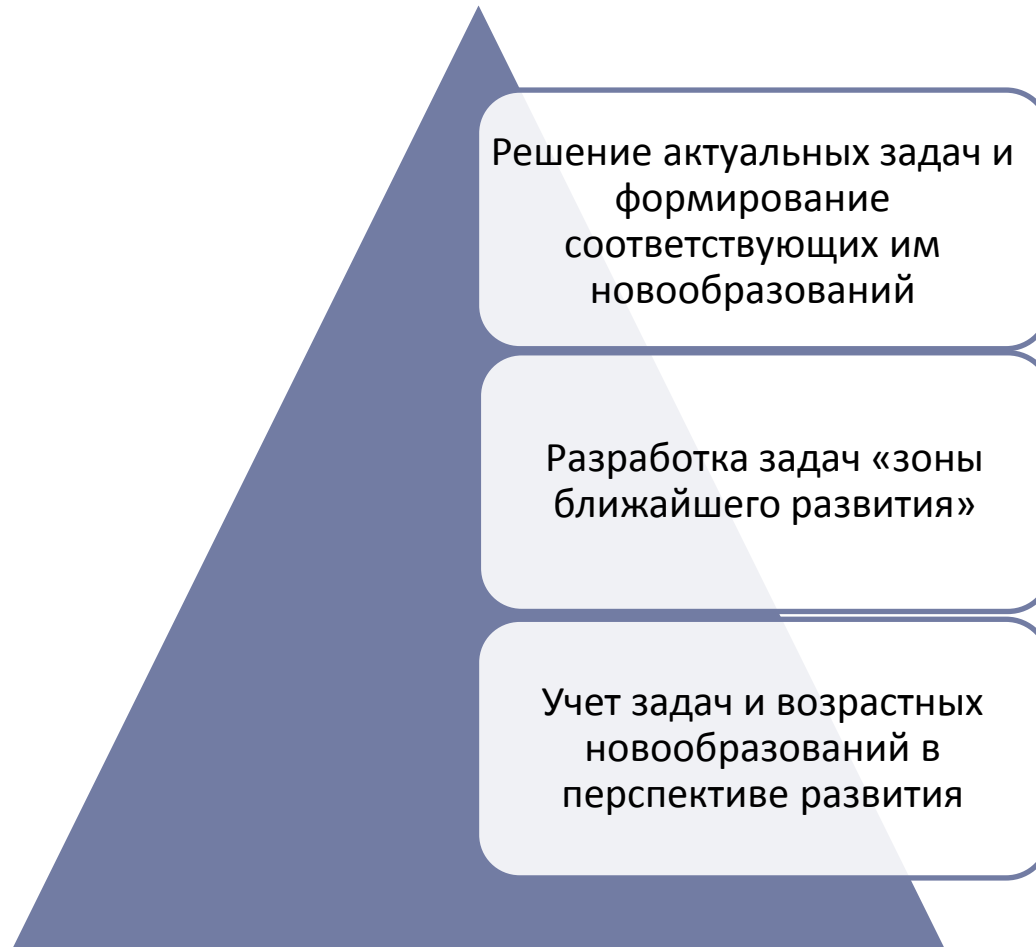 Решение актуальных задач и
формирование
соответствующих им
новообразований
Разработка задач «зоны
ближайшего развития»
Учет задач и возрастных
новообразований в
перспективе развития